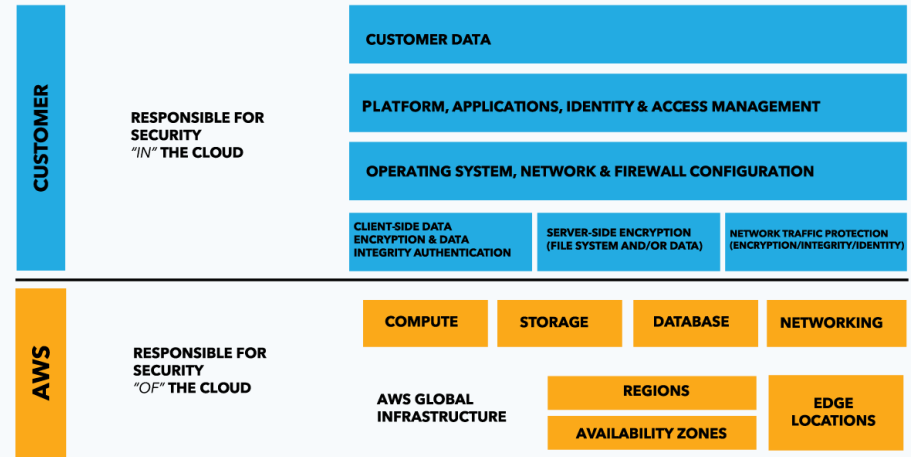 CUSTOMER
RESPONSIBLE FOR
SECURITY
“IN” THE CLOUD
CUSTOMER DATA
PLATFORM, APPLICATIONS, IDENTITY & ACCESS MANAGEMENT
OPERATING SYSTEM, NETWORK & FIREWALL CONFIGURATION
CLIENT-SIDE DATA
ENCRYPTION & DATA
INTEGRITY AUTHENTICATION
SERVER-SIDE ENCRYPTION
(FILE SYSTEM AND/OR DATA)
NETWORK TRAFFIC PROTECTION
(ENCRYPTION/INTEGRITY/IDENTITY)
AWS
RESPONSIBLE FOR
SECURITY
“OF” THE CLOUD
COMPUTE
STORAGE
DATABASE
NETWORKING
AWS GLOBAL
INFRASTRUCTURE
REGIONS
AVAILABILITY ZONES
EDGE
LOCATIONS